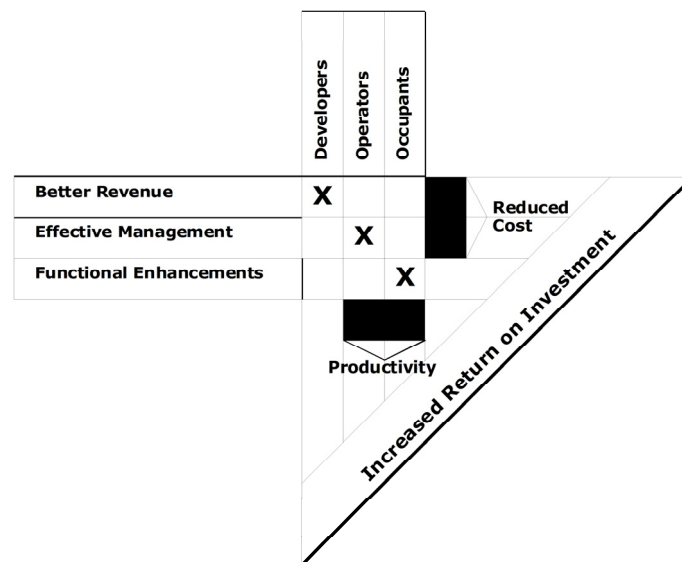 Developers
Operators
Occupants
Better Revenue
X
Effective Management
X
Functional Enhancements
X
Reduced
Cost
Productivity
Increased Return on Investment